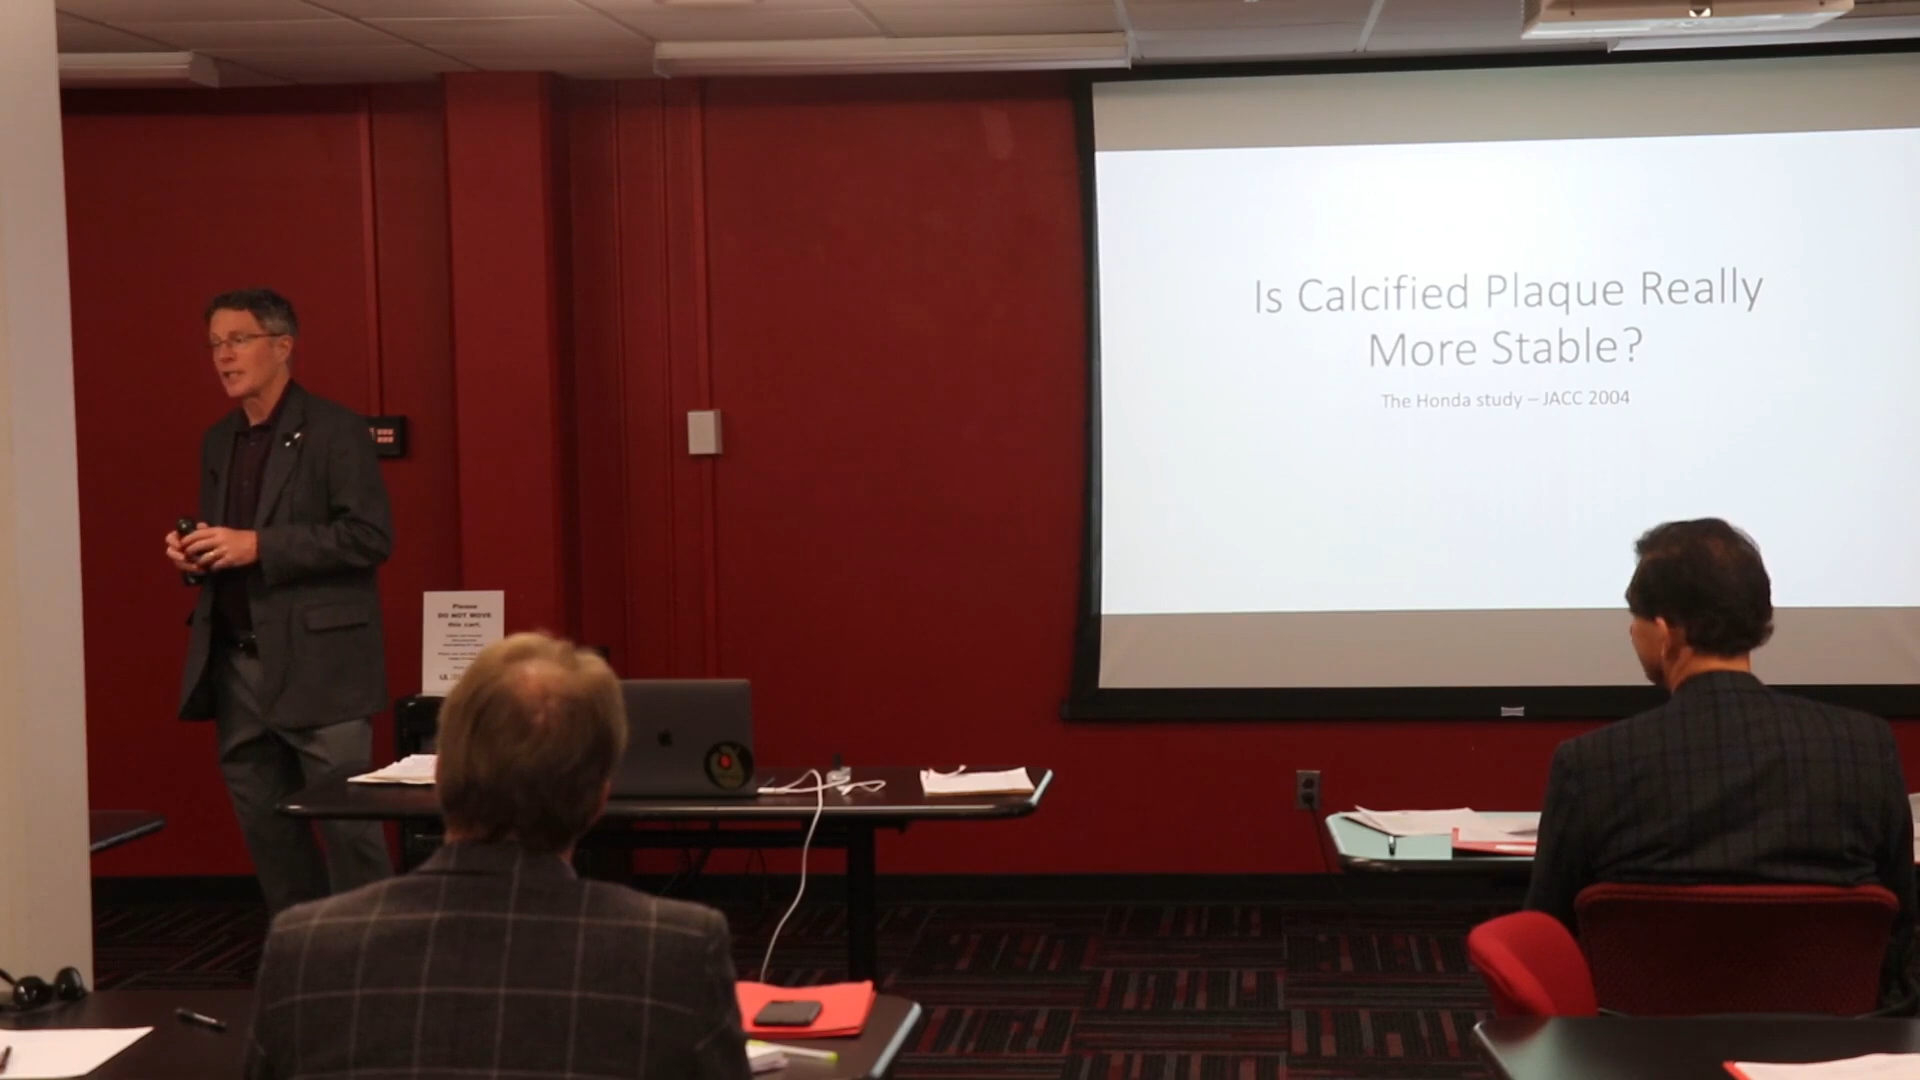 Is Calcified Plaque Really
More Stable?
The Honda study – JACC 2004
Please
DO NOT MOVE
this cart.